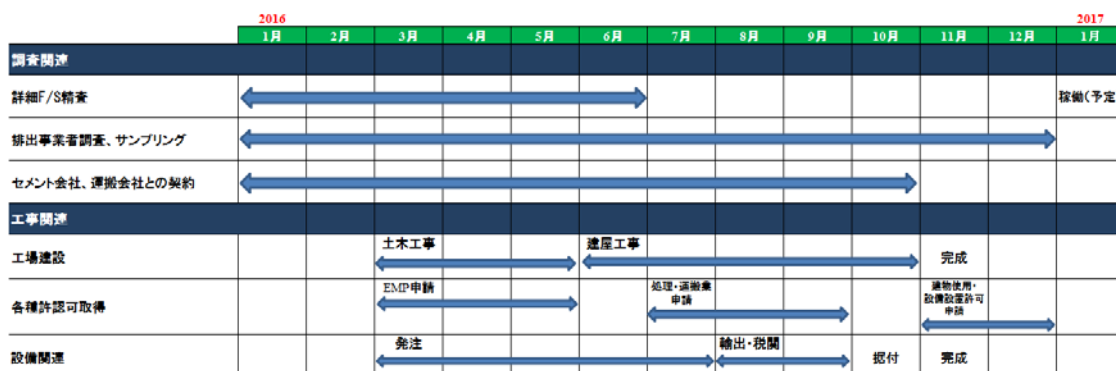 2016 2017
1月 2月 3月 4月 5月 6月 7月 8月 9月 10月 11月 12月 1月
調査関連
詳細F/S精査 稼働(予定
排出事業者調査、サンプリング
セメント会社、運搬会社との契約
工事関連
工場建設 土木工事 建屋工事 完成
各種許認可取得 EMP申請 処理・運搬業
申請 建物使用・
設備設置許可
申請
設備関連 発注 輸出・税関 据付 完成